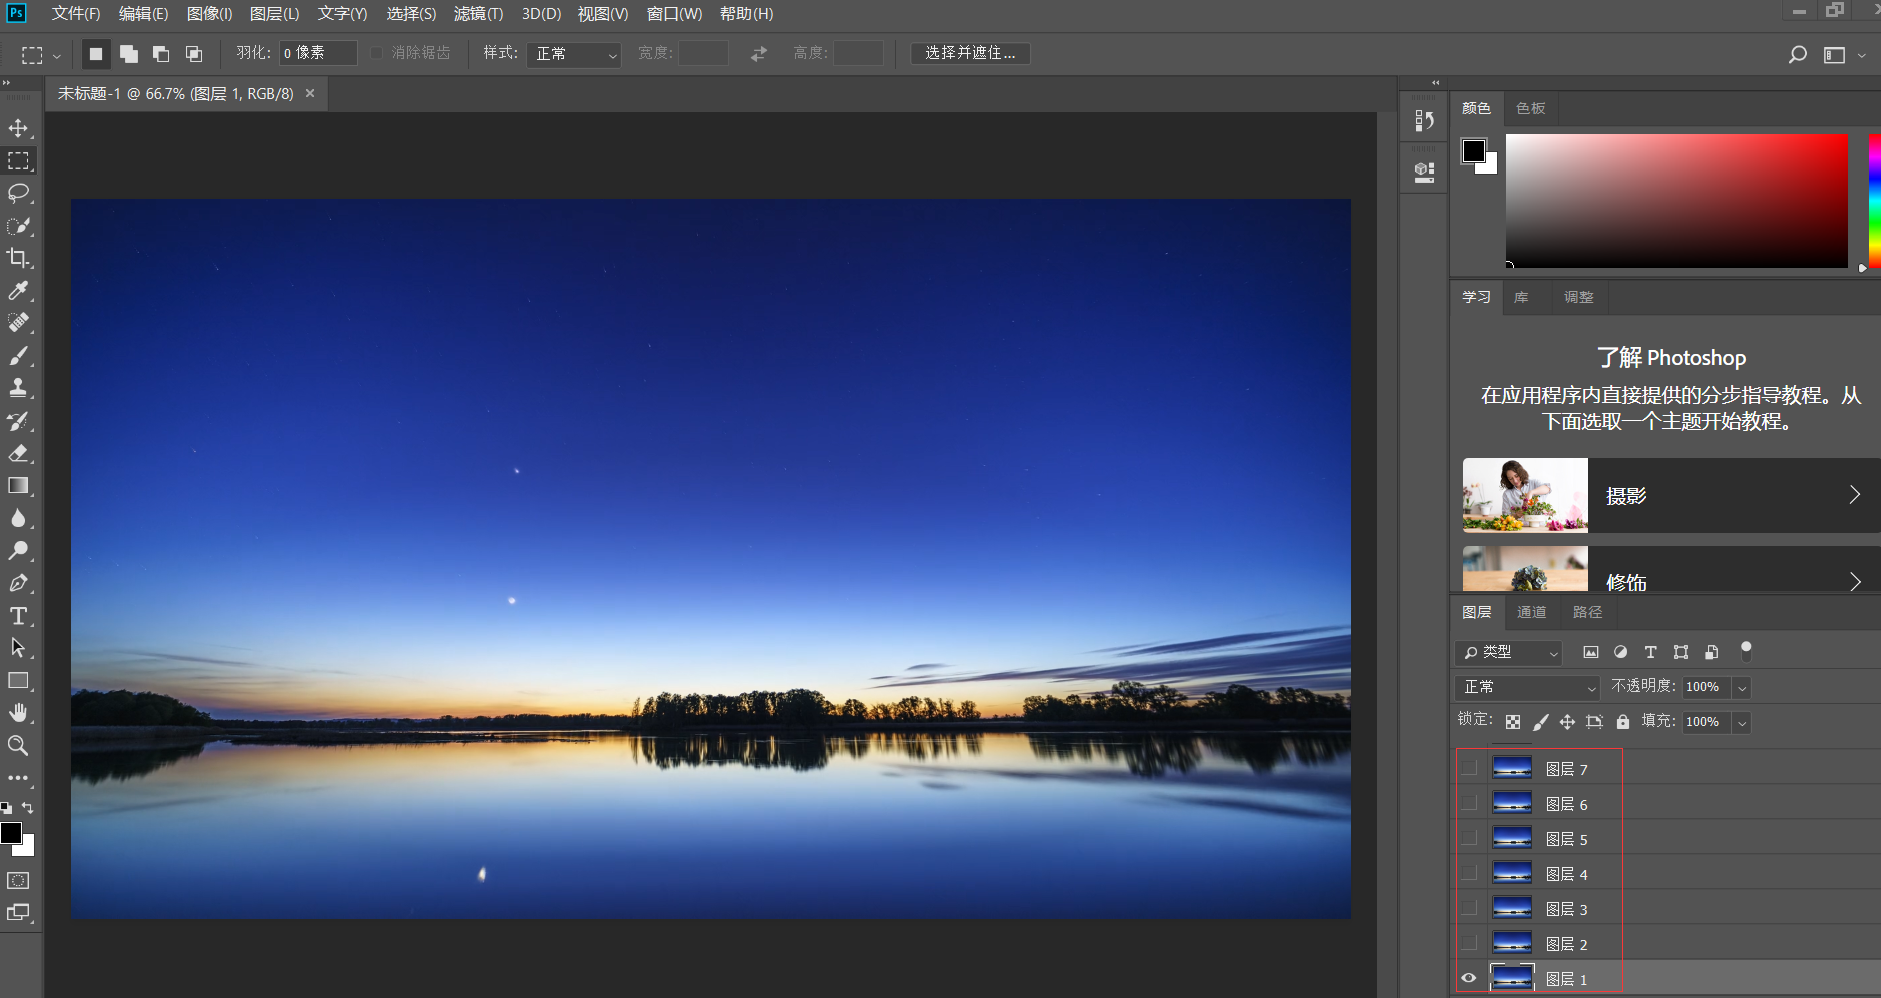 Ps 文件(F) 编辑(E) 图像(I) 图层(L) 文字(Y) 选择(S) 滤镜(T) 3D(D) 视图(V) 窗口(W) 帮助(H)
羽化: 0 像素 消除锯齿 样式: 正常 宽度: 高度: 选择并遮住...
未标题-1 @ 66.7% (图层 1, RGB/8) ×
颜色 色板
学习 库 调整
了解 Photoshop
在应用程序内直接提供的分步指导教程。从
下面选取一个主题开始教程。
摄影
修饰
图层 通道 路径
类型
正常 不透明度: 100%
锁定: 填充: 100%
图层 7
图层 6
图层 5
图层 4
图层 3
图层 2
图层 1